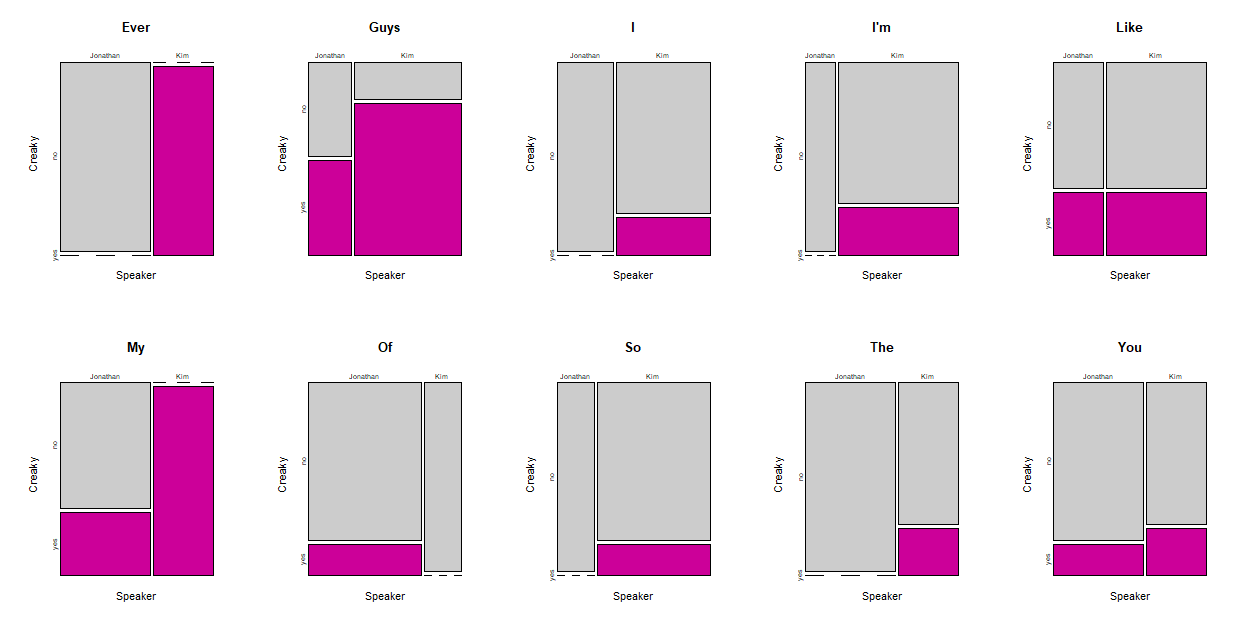 Ever
Jonathan Kim
Creaky
no
yes
Speaker
Guys
Jonathan Kim
Creaky
no
yes
Speaker
I
Jonathan Kim
Creaky
no
yes
Speaker
I'm
Jonathan Kim
Creaky
no
yes
Speaker
Like
Jonathan Kim
Creaky
no
yes
Speaker
My
Jonathan Kim
Creaky
no
yes
Speaker
Of
Jonathan Kim
Creaky
no
yes
Speaker
So
Jonathan Kim
Creaky
no
yes
Speaker
The
Jonathan Kim
Creaky
no
yes
Speaker
You
Jonathan Kim
Creaky
no
yes
Speaker